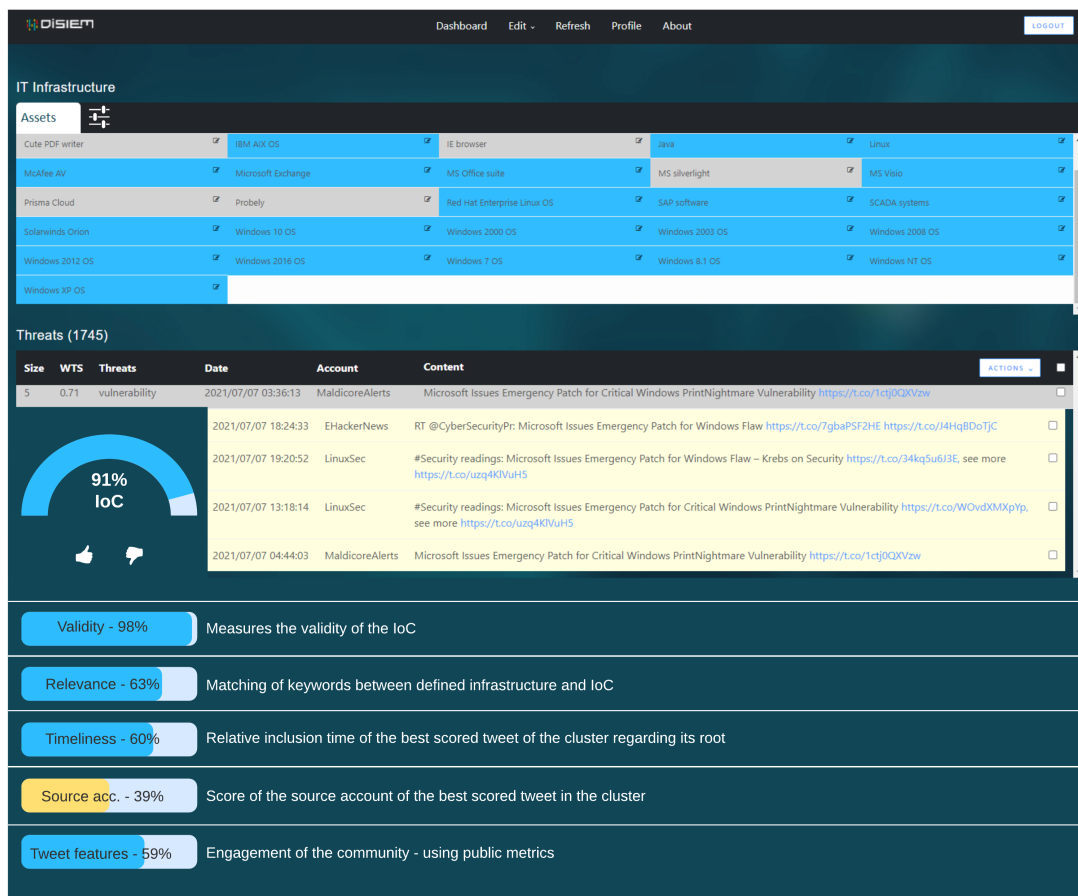 DiSIEM
Dashboard Edit Refresh Profile About LOGOUT
IT Infrastructure
Assets
Cute PDF writer IBM AIX OS IE browser Java Linux
McAfee AV Microsoft Exchange MS Office suite MS silverlight MS Visio
Prisma Cloud Probely Red Hat Enterprise Linux OS SAP software SCADA systems
Solarwinds Orion Windows 10 OS Windows 2000 OS Windows 2003 OS Windows 2008 OS
Windows 2012 OS Windows 2016 OS Windows 7 OS Windows 8.1 OS Windows NT OS
Windows XP OS
Threats (1745)
Size WTS Threats Date Account Content ACTIONS
5 0.71 vulnerability 2021/07/07 03:36:13 MaldicoreAlerts Microsoft Issues Emergency Patch for Critical Windows PrintNightmare Vulnerability https://t.co/1ctj0QXVzw
2021/07/07 18:24:33 EHackerNews RT @CyberSecurityPr: Microsoft Issues Emergency Patch for Windows Flaw https://t.co/7gbaPSF2HE https://t.co/J4HqBDoTjC
2021/07/07 19:20:52 LinuxSec #Security readings: Microsoft Issues Emergency Patch for Windows Flaw – Krebs on Security https://t.co/34kq5u6J3E, see more
https://t.co/uzq4KlVuH5
91%
IoC
2021/07/07 13:18:14 LinuxSec #Security readings: Microsoft Issues Emergency Patch for Critical Windows PrintNightmare Vulnerability https://t.co/WOvdXMXpYp,
see more https://t.co/uzq4KlVuH5
2021/07/07 04:44:03 MaldicoreAlerts Microsoft Issues Emergency Patch for Critical Windows PrintNightmare Vulnerability https://t.co/1ctj0QXVzw
Validity - 98% Measures the validity of the IoC
Relevance - 63% Matching of keywords between defined infrastructure and IoC
Timeliness - 60% Relative inclusion time of the best scored tweet of the cluster regarding its root
Source acc. - 39% Score of the source account of the best scored tweet in the cluster
Tweet features - 59% Engagement of the community - using public metrics